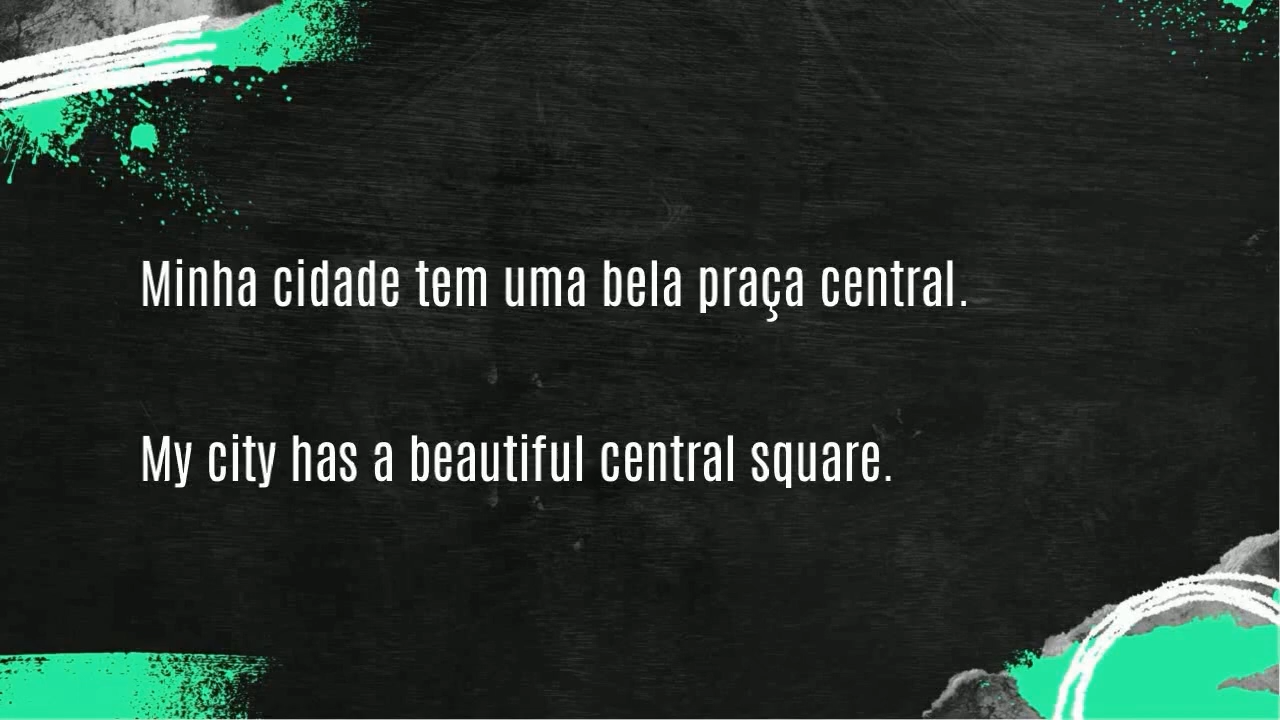 Minha cidade tem uma bela praça central.
My city has a beautiful central square.